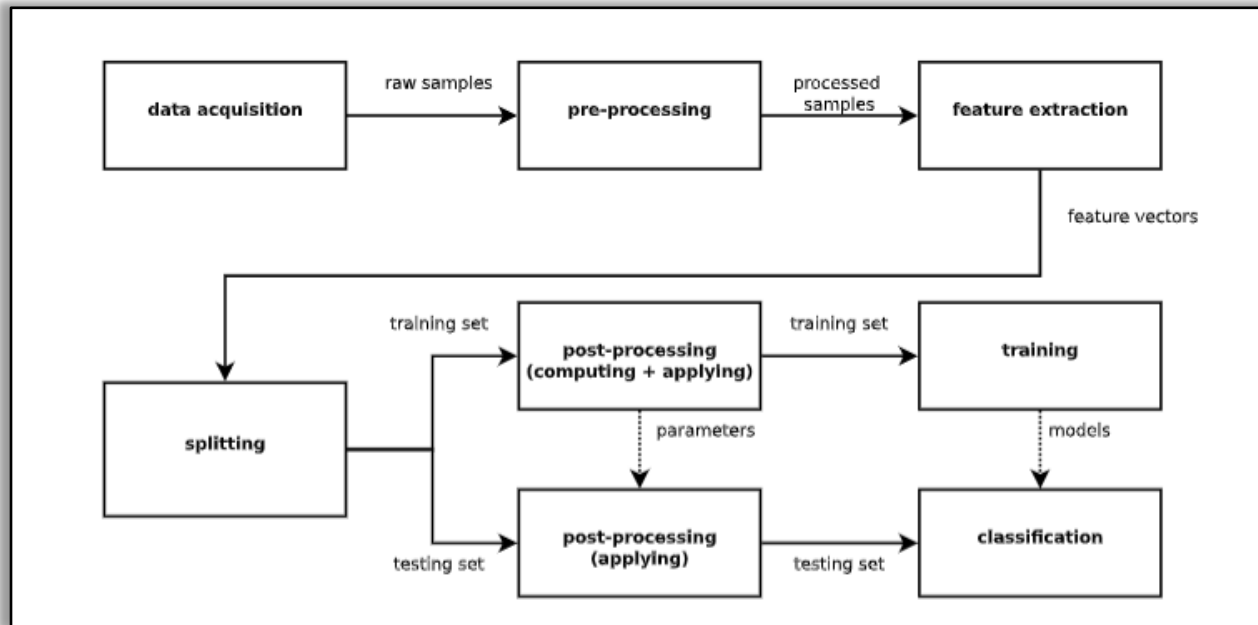 data acquisition
raw samples
pre-processing
processed
samples
feature extraction
feature vectors
splitting
training set
post-processing
(computing + applying)
training set
training
parameters
models
testing set
post-processing
(applying)
testing set
classification